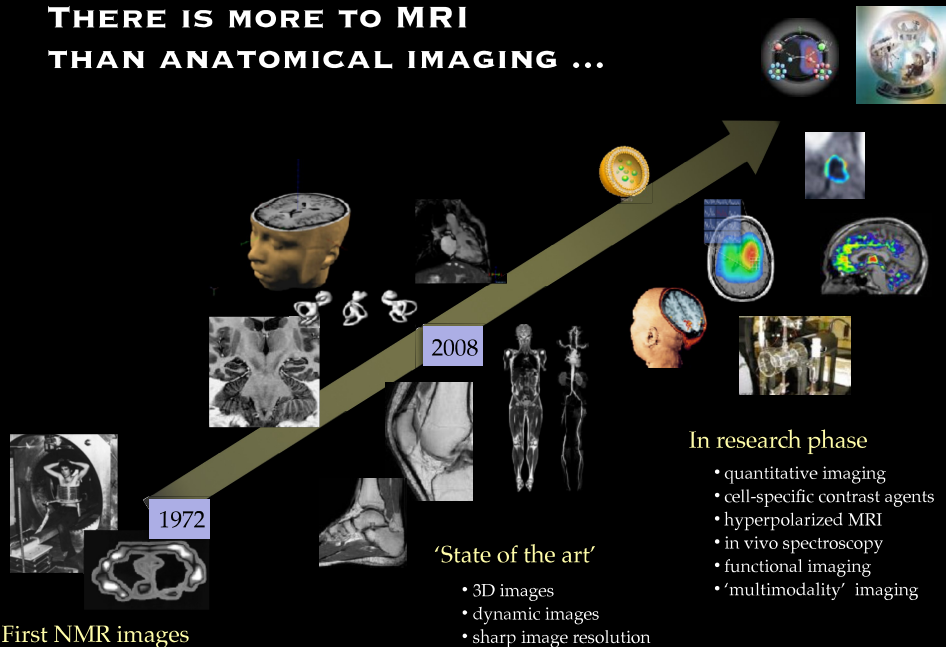 THERE IS MORE TO MRI
THAN ANATOMICAL IMAGING ...
2008
1972
First NMR images
'State of the art'
• 3D images
• dynamic images
• sharp image resolution
In research phase
• quantitative imaging
• cell-specific contrast agents
• hyperpolarized MRI
• in vivo spectroscopy
• functional imaging
• 'multimodality' imaging